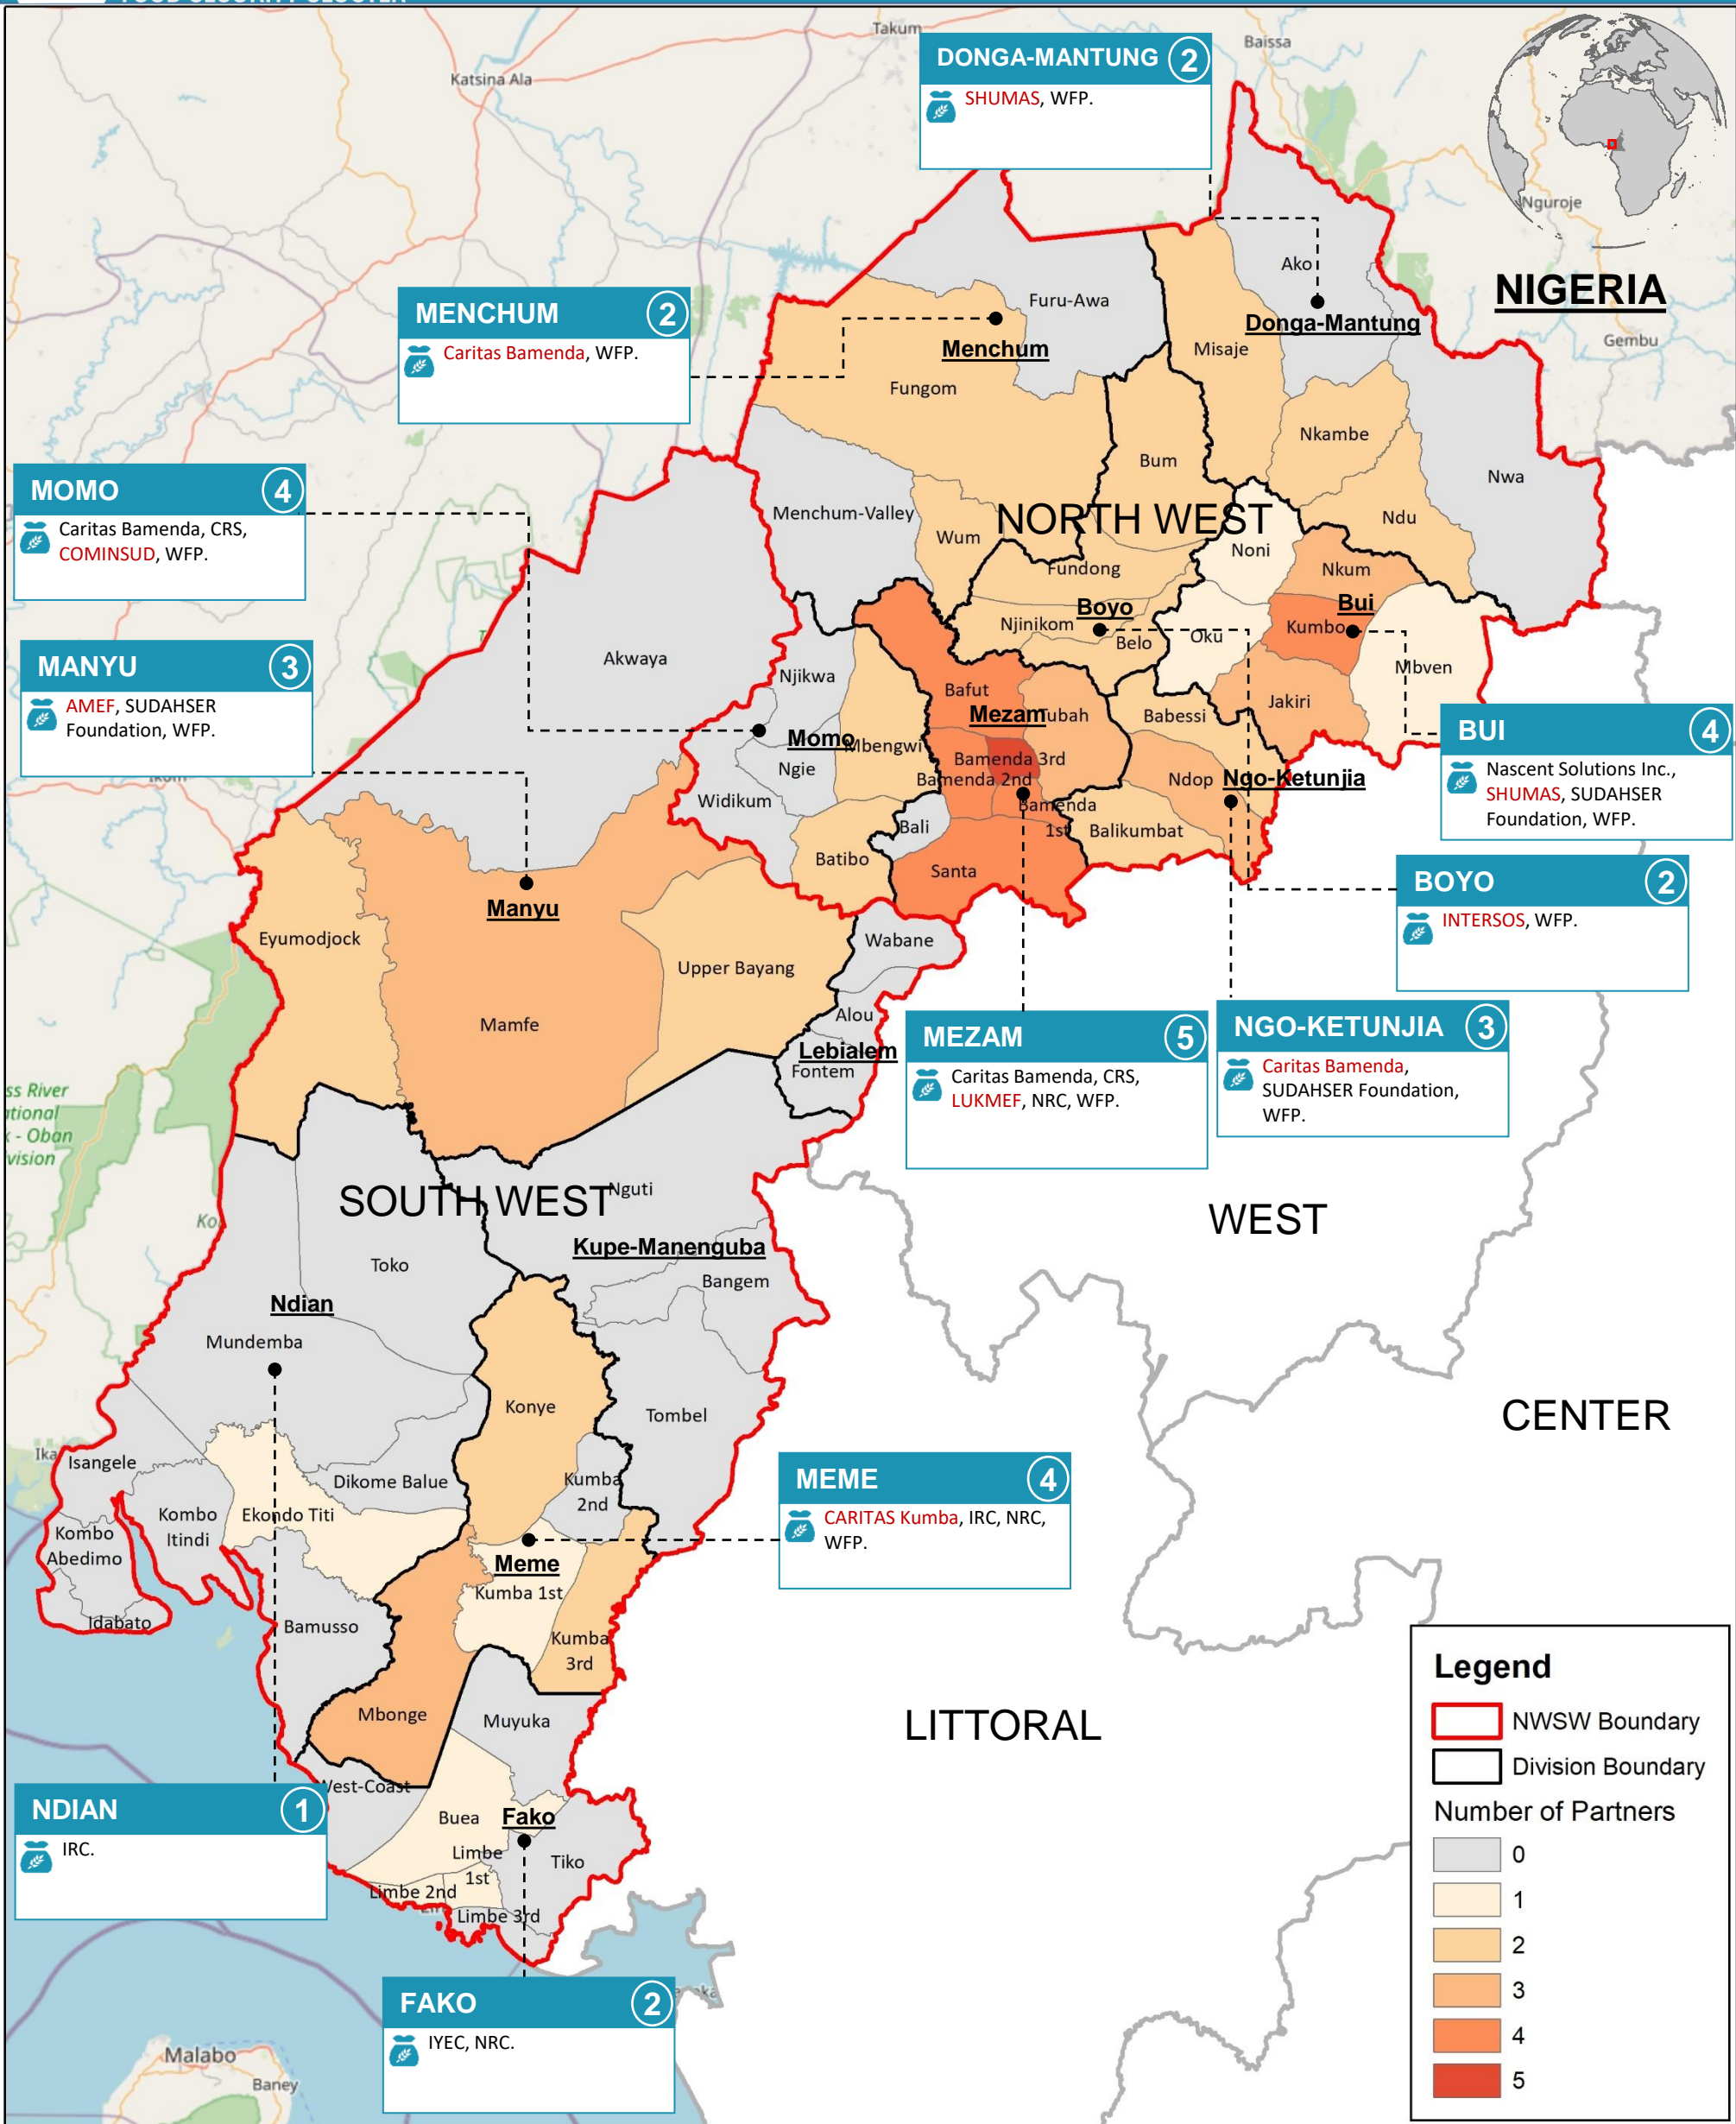 FOOD SECURITY CLUSTER
Takum
Katsina Ala
Baissa
Nguroje
Gembu
NIGERIA
DONGA-MANTUNG 2
SHUMAS, WFP.
MENCHUM 2
Caritas Bamenda, WFP.
MOMO 4
Caritas Bamenda, CRS,
COMINSUD, WFP.
MANYU 3
AMEF, SUDAHSER
Foundation, WFP.
BUI 4
Nascent Solutions Inc.,
SHUMAS, SUDAHSER
Foundation, WFP.
BOYO 2
INTERSOS, WFP.
MEZAM 5
Caritas Bamenda, CRS,
LUKMEF, NRC, WFP.
NGO-KETUNJIA 3
Caritas Bamenda,
SUDAHSER Foundation,
WFP.
MEME 4
CARITAS Kumba, IRC, NRC,
WFP.
NDIAN 1
IRC.
FAKO 2
IYEC, NRC.
Ako
Donga-Mantung
Furu-Awa
Menchum
Misaje
Fungom
Nkambe
Bum
Nwa
Menchum-Valley
NORTH WEST
Ndu
Wum
Noni
Fundong
Nkum
Boyo
Bui
Njinikom
Kumbo
Belo
Oku
Mbven
Akwaya
Njikwa
Bafut
Jakiri
Mezam
Tubah
Babessi
Momo
Mbengwi
Bamenda 3rd
Ngie
Bamenda 2nd
Ndop
Ngo-Ketunjia
Widikum
Bamenda
1st
Bali
Balikumbat
Batibo
Santa
Manyu
Eyumodjock
Wabane
Upper Bayang
Mamfe
Alou
Lebialem
Fontem
ss River
ational
k - Oban
vision
SOUTH WEST
Nguti
WEST
Kupe-Manenguba
Toko
Bangem
Ndian
Mundemba
Konye
Tombel
CENTER
Isangele
Dikome Balue
Kumba
2nd
Kombo
Itindi
Ekondo Titi
Kombo
Abedimo
Meme
Kumba 1st
Idabato
Bamusso
Kumba
3rd
Mbonge
Muyuka
LITTORAL
West-Coast
Buea
Fako
Limbe
1st
Tiko
Limbe 2nd
Limbe 3rd
Malabo
Baney
Legend
NWSW Boundary
Division Boundary
Number of Partners
0
1
2
3
4
5